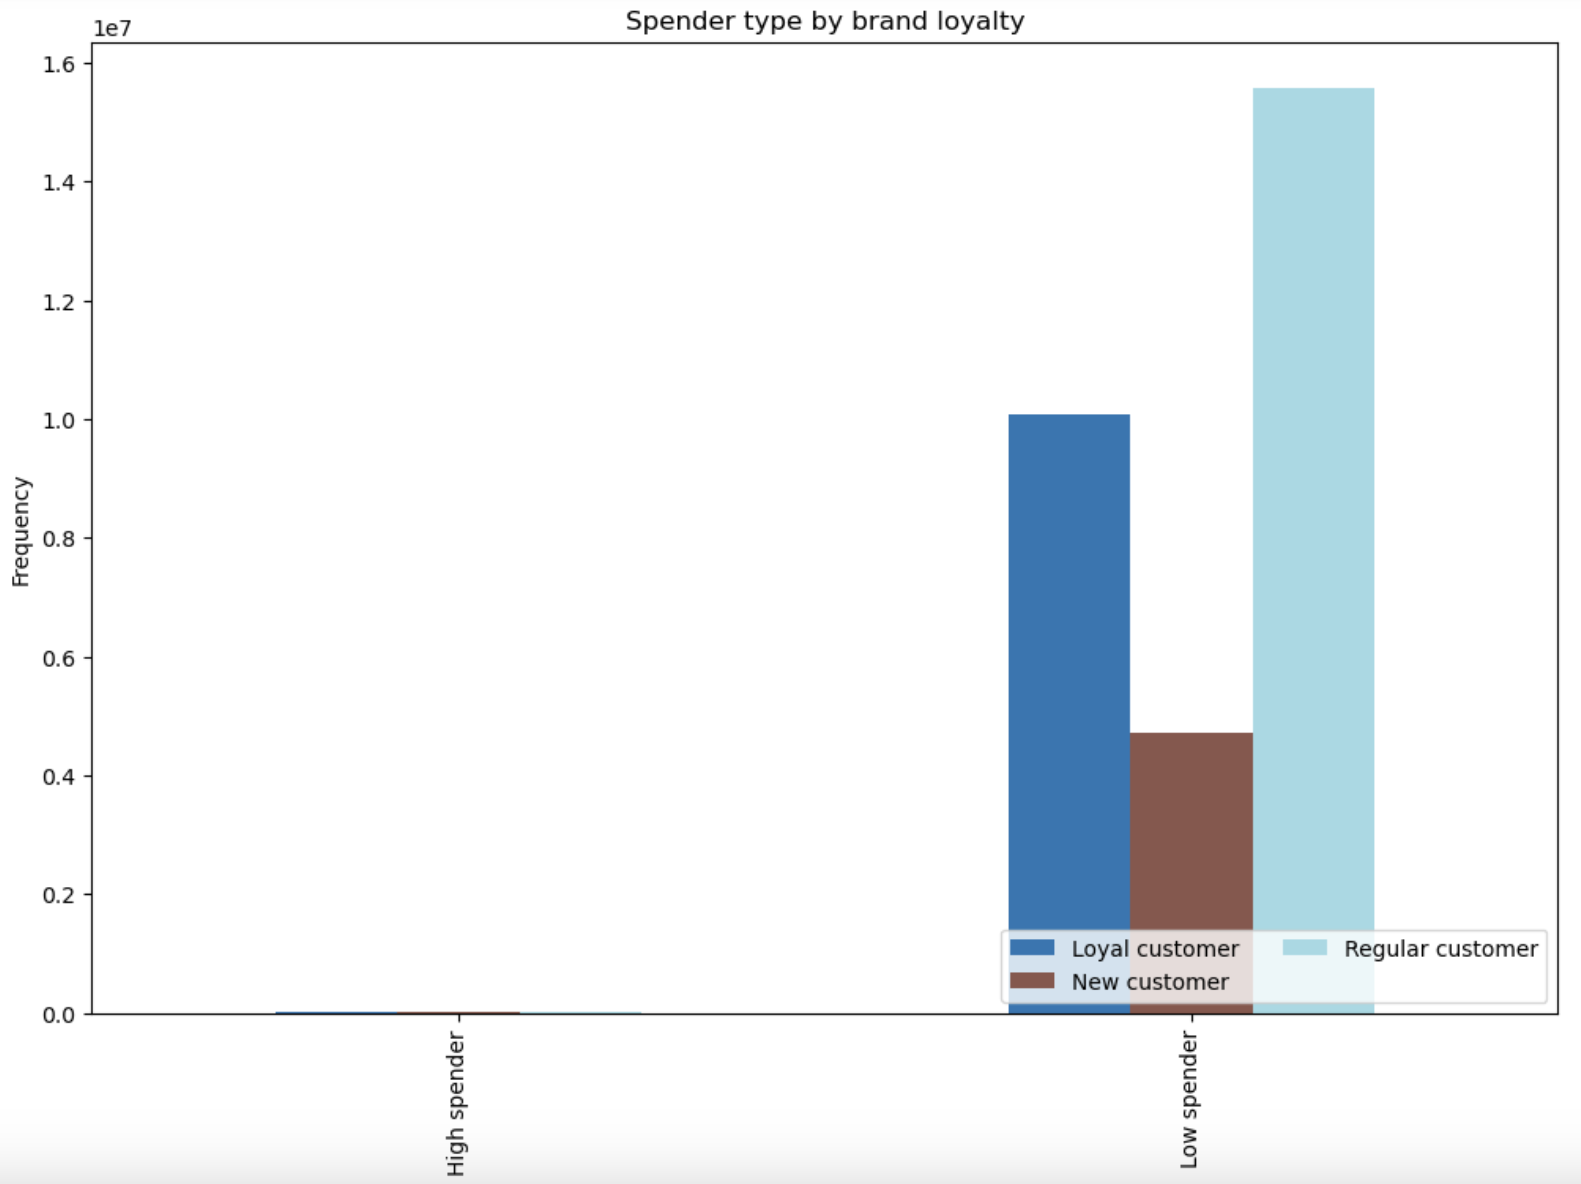 Spender type by brand loyalty
1e7
1.6
1.4
1.2
1.0
0.8
0.6
0.4
0.2
0.0
Frequency
Loyal customer
New customer
Regular customer
High spender
Low spender